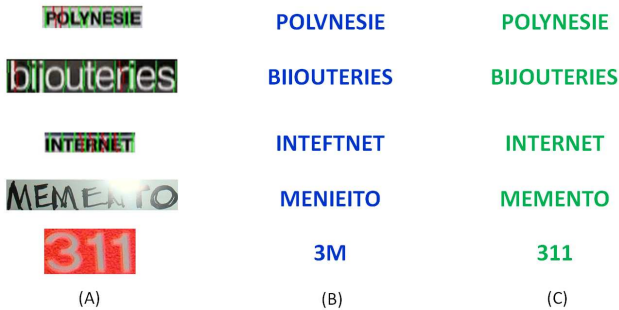 POLYNESIE POLVNESIE POLYNESIE
bijouteries BIIOUTERIES BIJOUTERIES
INTERNET INTEFTNET INTERNET
MEMENTO MENIEITO MEMENTO
311 3M 311
(A) (B) (C)